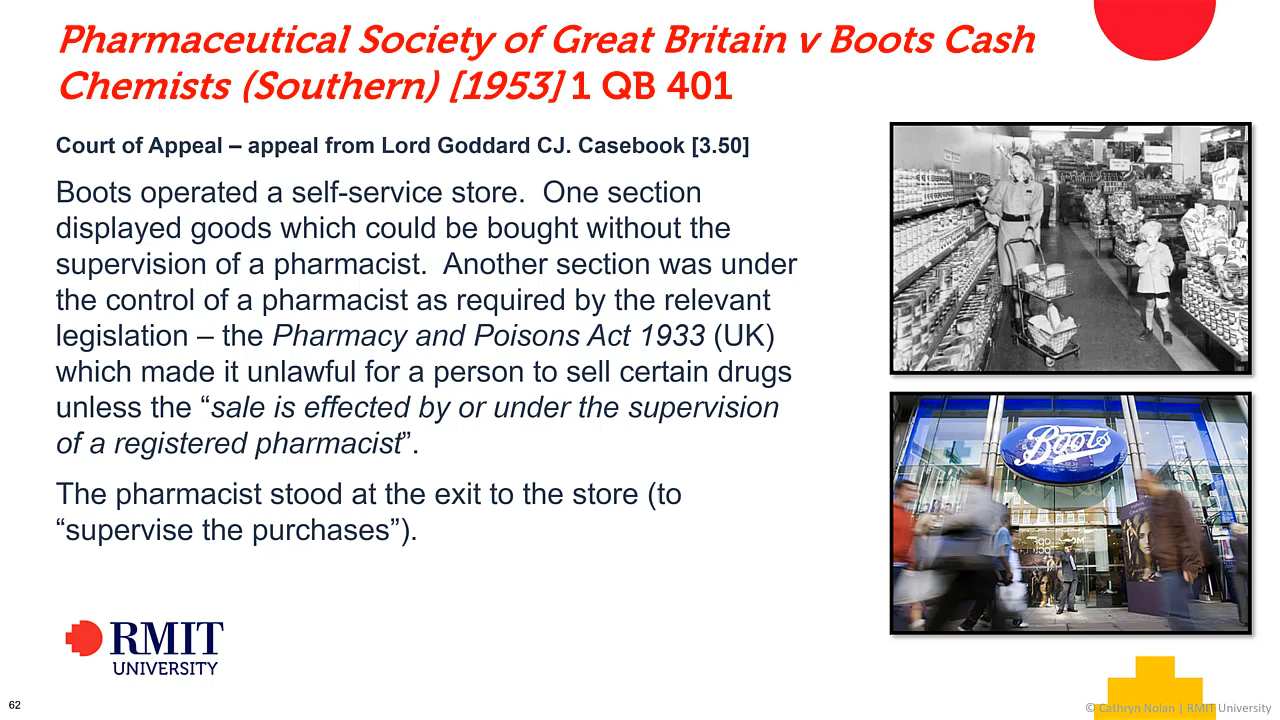 Pharmaceutical Society of Great Britain v Boots Cash
Chemists (Southern) [1953] 1 QB 401
Court of Appeal – appeal from Lord Goddard CJ. Casebook [3.50]
Boots operated a self-service store.  One section
displayed goods which could be bought without the
supervision of a pharmacist.  Another section was under
the control of a pharmacist as required by the relevant
legislation – the Pharmacy and Poisons Act 1933 (UK)
which made it unlawful for a person to sell certain drugs
unless the “sale is effected by or under the supervision
of a registered pharmacist”.
The pharmacist stood at the exit to the store (to
“supervise the purchases”).
Boots
RMIT
UNIVERSITY
62
© Cathryn Nolan | RMIT University